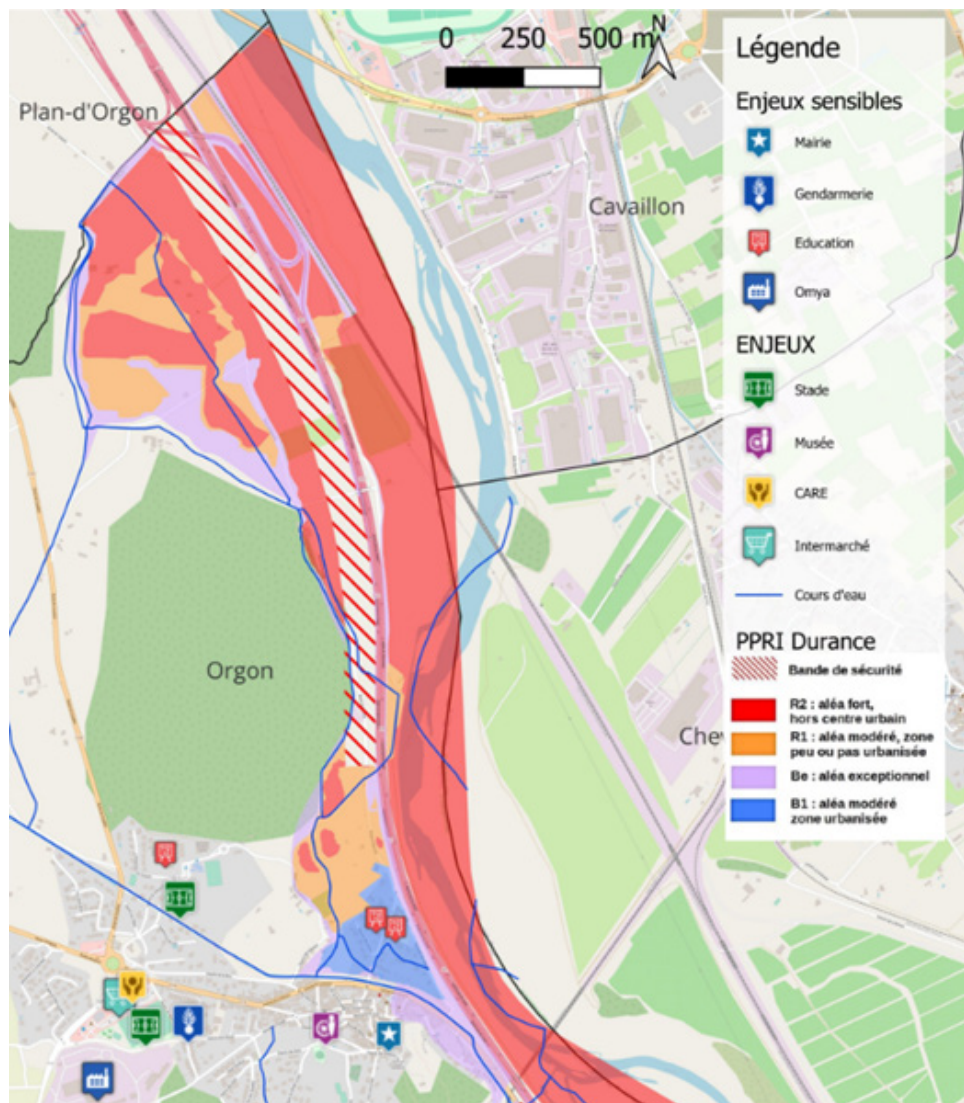 0 250 500 m
N
Plan-d'Orgon
Cavaillon
Orgon
Che
Légende
Enjeux sensibles
Mairie
Gendarmerie
Education
Omya
ENJEUX
Stade
Musée
CARE
Intermarché
Cours d'eau
PPRI Durance
Bande de sécurité
R2 : aléa fort,
hors centre urbain
R1 : aléa modéré, zone
peu ou pas urbanisée
Be : aléa exceptionnel
B1 : aléa modéré
zone urbanisée